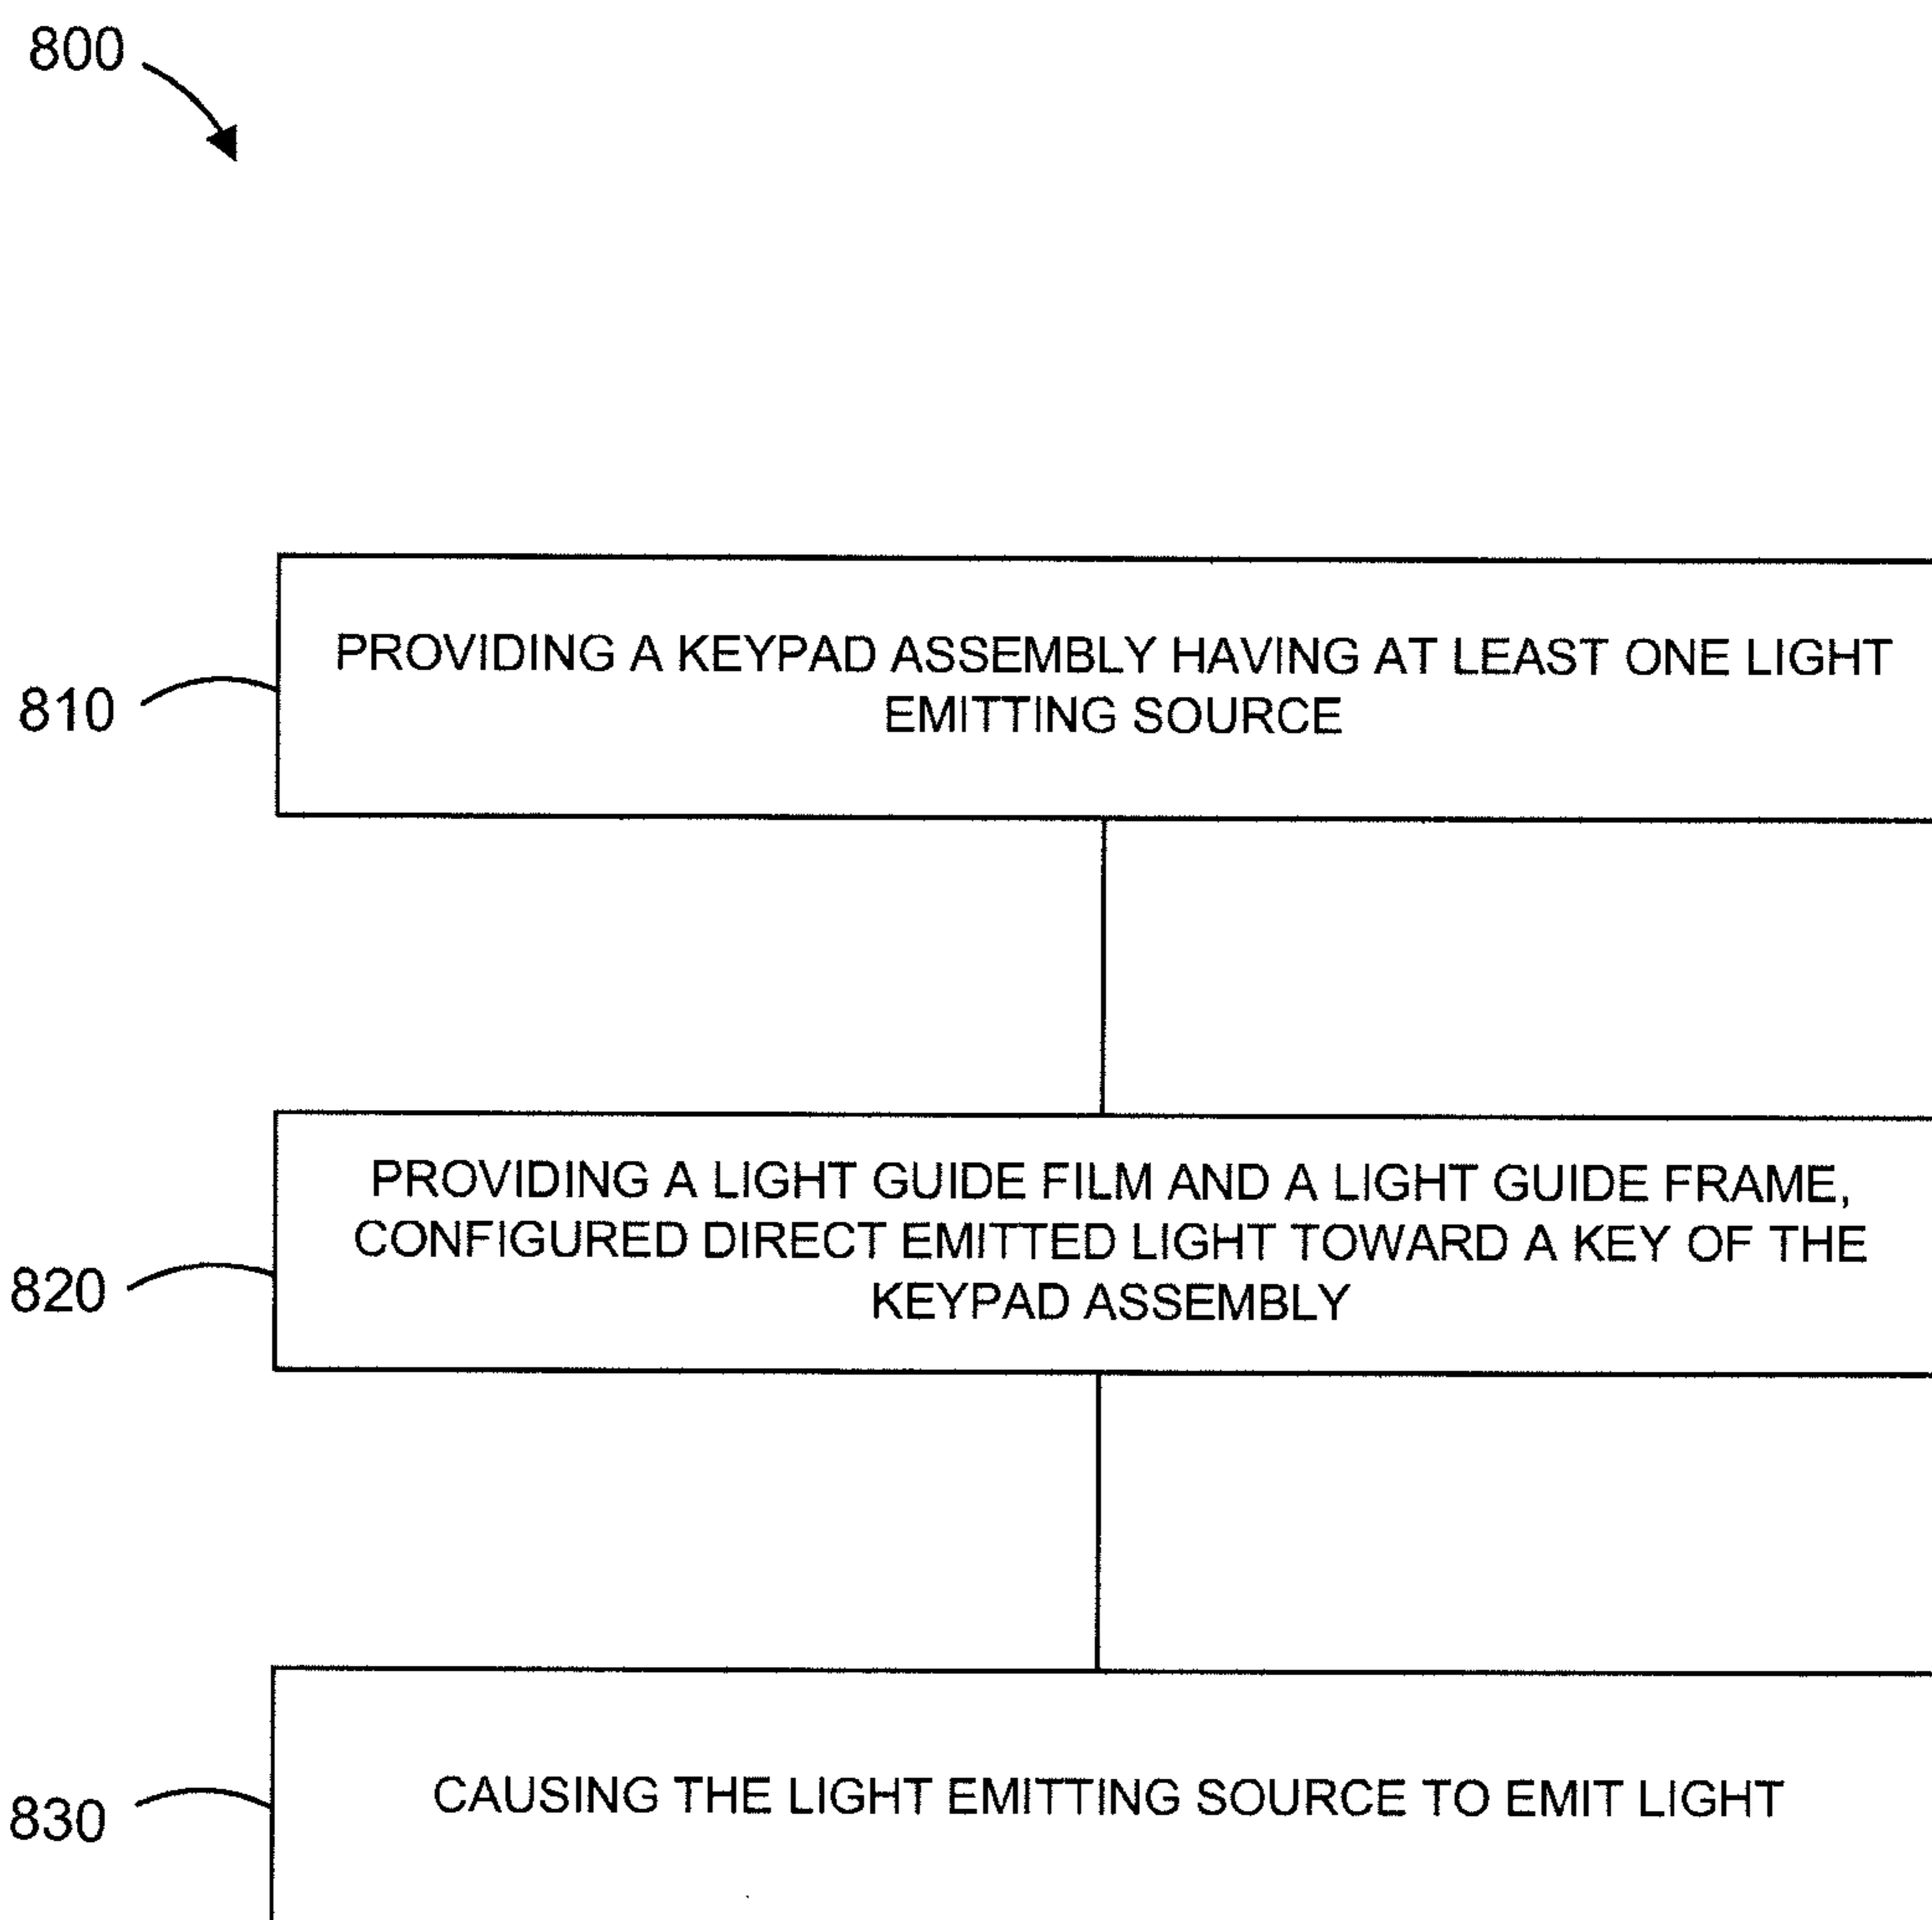 800
810
PROVIDING A KEYPAD ASSEMBLY HAVING AT LEAST ONE LIGHT
EMITTING SOURCE
820
PROVIDING A LIGHT GUIDE FILM AND A LIGHT GUIDE FRAME,
CONFIGURED DIRECT EMITTED LIGHT TOWARD A KEY OF THE
KEYPAD ASSEMBLY
830
CAUSING THE LIGHT EMITTING SOURCE TO EMIT LIGHT